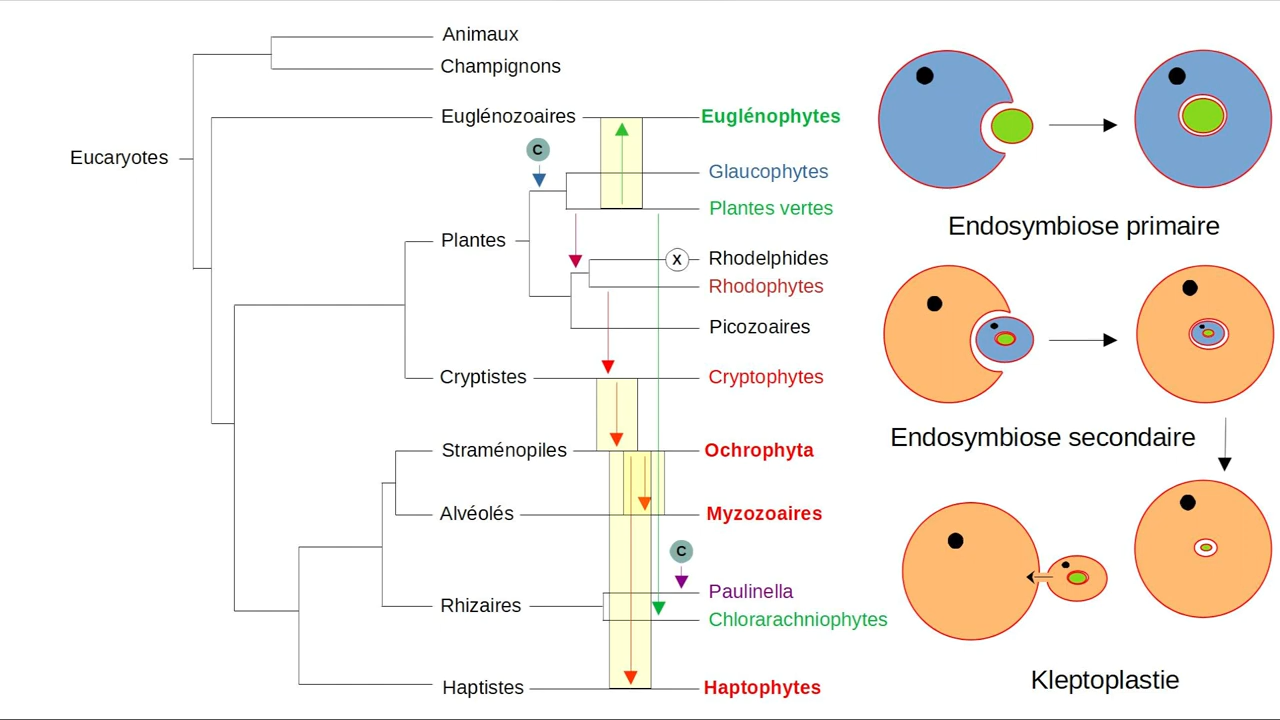 Animaux
Champignons
Euglénozoaires
Euglénophytes
C
Eucaryotes
Glaucophytes
Plantes vertes
Plantes
X
Rhodelphides
Rhodophytes
Picozoaires
Cryptistes
Cryptophytes
Straménopiles
Ochrophyta
Alvéolés
Myzozoaires
C
Paulinella
Rhizaires
Chlorarachniophytes
Haptistes
Haptophytes
Endosymbiose primaire
Endosymbiose secondaire
Kleptoplastie